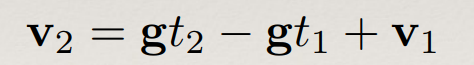 v₂ = gt₂ − gt₁ + v₁